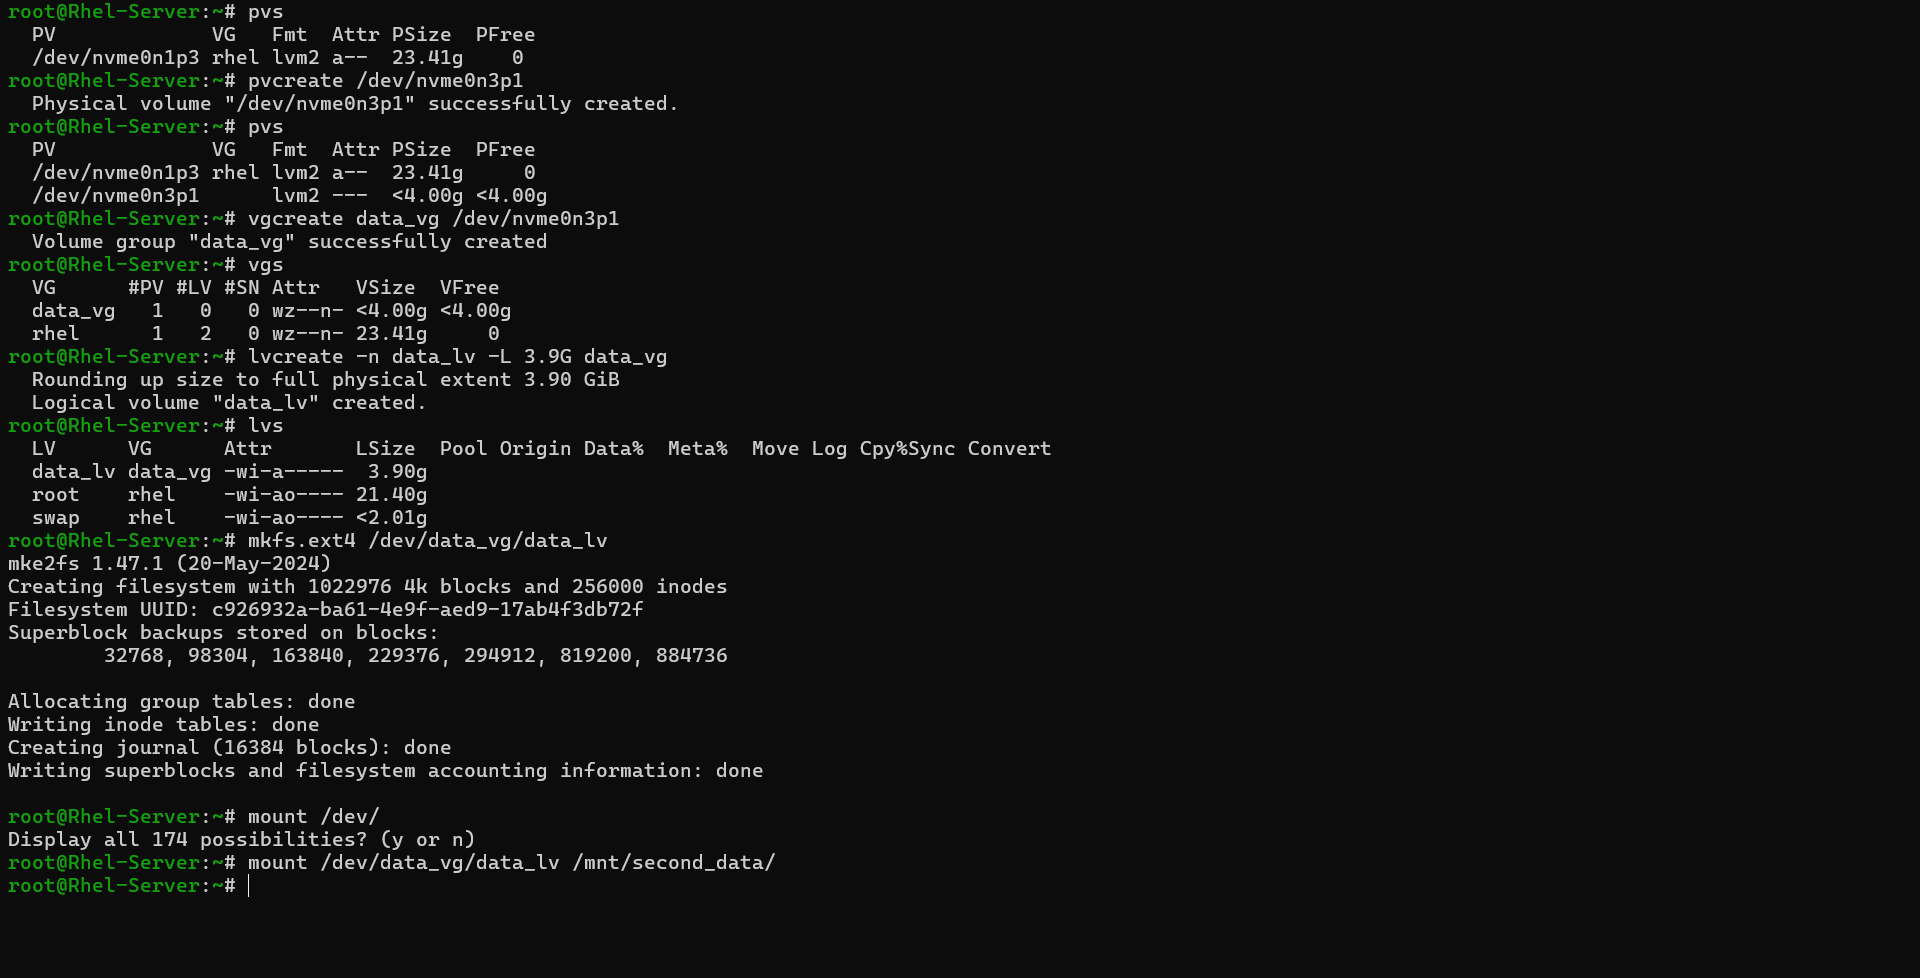 root@Rhel-Server:~# pvs
  PV             VG   Fmt  Attr PSize  PFree
  /dev/nvme0n1p3 rhel lvm2 a--  23.41g    0
root@Rhel-Server:~# pvcreate /dev/nvme0n3p1
  Physical volume "/dev/nvme0n3p1" successfully created.
root@Rhel-Server:~# pvs
  PV             VG   Fmt  Attr PSize  PFree
  /dev/nvme0n1p3 rhel lvm2 a--  23.41g     0
  /dev/nvme0n3p1      lvm2 ---  <4.00g <4.00g
root@Rhel-Server:~# vgcreate data_vg /dev/nvme0n3p1
  Volume group "data_vg" successfully created
root@Rhel-Server:~# vgs
  VG      #PV #LV #SN Attr   VSize  VFree
  data_vg   1   0   0 wz--n- <4.00g <4.00g
  rhel      1   2   0 wz--n- 23.41g     0
root@Rhel-Server:~# lvcreate -n data_lv -L 3.9G data_vg
  Rounding up size to full physical extent 3.90 GiB
  Logical volume "data_lv" created.
root@Rhel-Server:~# lvs
  LV      VG      Attr       LSize  Pool Origin Data%  Meta%  Move Log Cpy%Sync Convert
  data_lv data_vg -wi-a-----  3.90g
  root    rhel    -wi-ao---- 21.40g
  swap    rhel    -wi-ao---- <2.01g
root@Rhel-Server:~# mkfs.ext4 /dev/data_vg/data_lv
mke2fs 1.47.1 (20-May-2024)
Creating filesystem with 1022976 4k blocks and 256000 inodes
Filesystem UUID: c926932a-ba61-4e9f-aed9-17ab4f3db72f
Superblock backups stored on blocks:
        32768, 98304, 163840, 229376, 294912, 819200, 884736

Allocating group tables: done
Writing inode tables: done
Creating journal (16384 blocks): done
Writing superblocks and filesystem accounting information: done

root@Rhel-Server:~# mount /dev/
Display all 174 possibilities? (y or n)
root@Rhel-Server:~# mount /dev/data_vg/data_lv /mnt/second_data/
root@Rhel-Server:~#